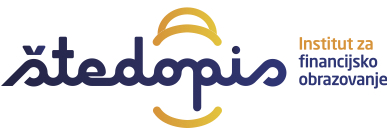 štedopis
Institut za
financijsko
obrazovanje